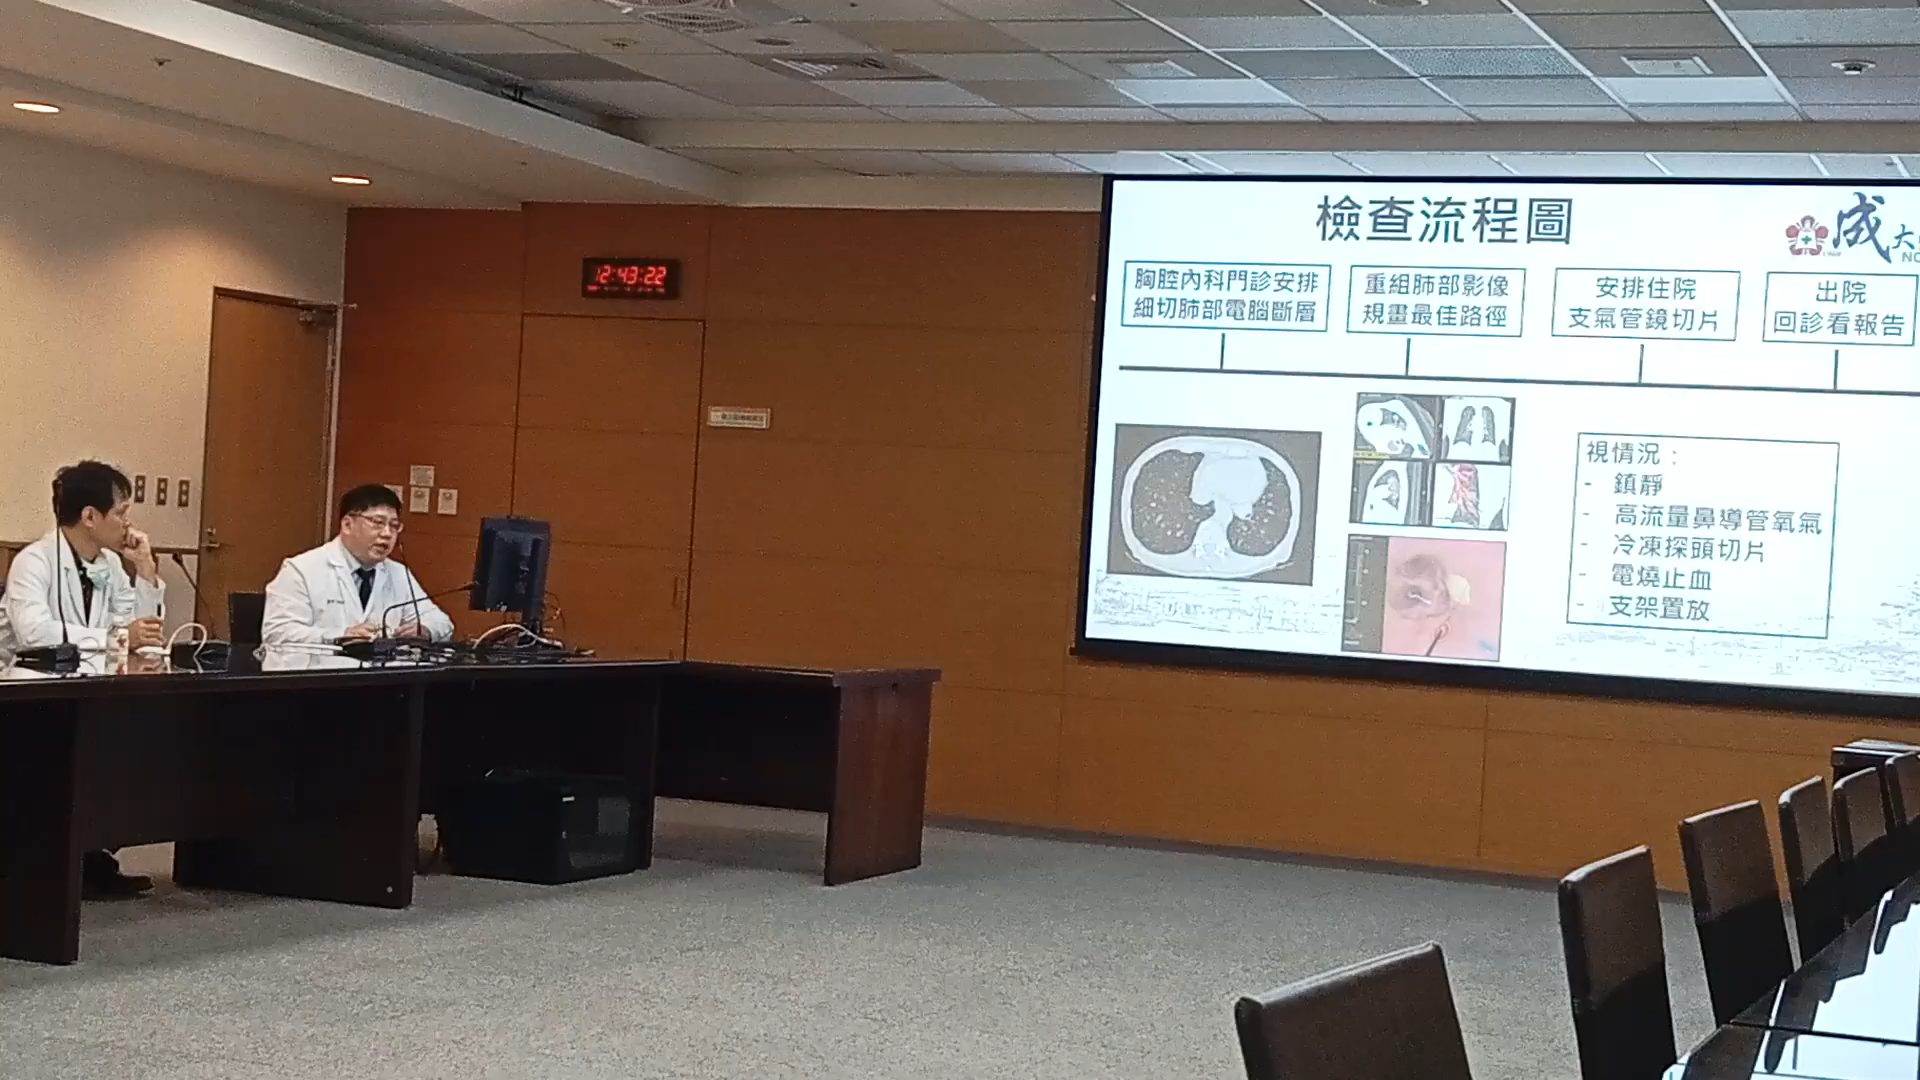 12:43:22
檢查流程圖
成大
NC
胸腔內科門診安排
細切肺部電腦斷層
重組肺部影像
規畫最佳路徑
安排住院
支氣管鏡切片
出院
回診看報告
視情況：
- 鎮靜
- 高流量鼻導管氧氣
- 冷凍探頭切片
- 電燒止血
- 支架置放